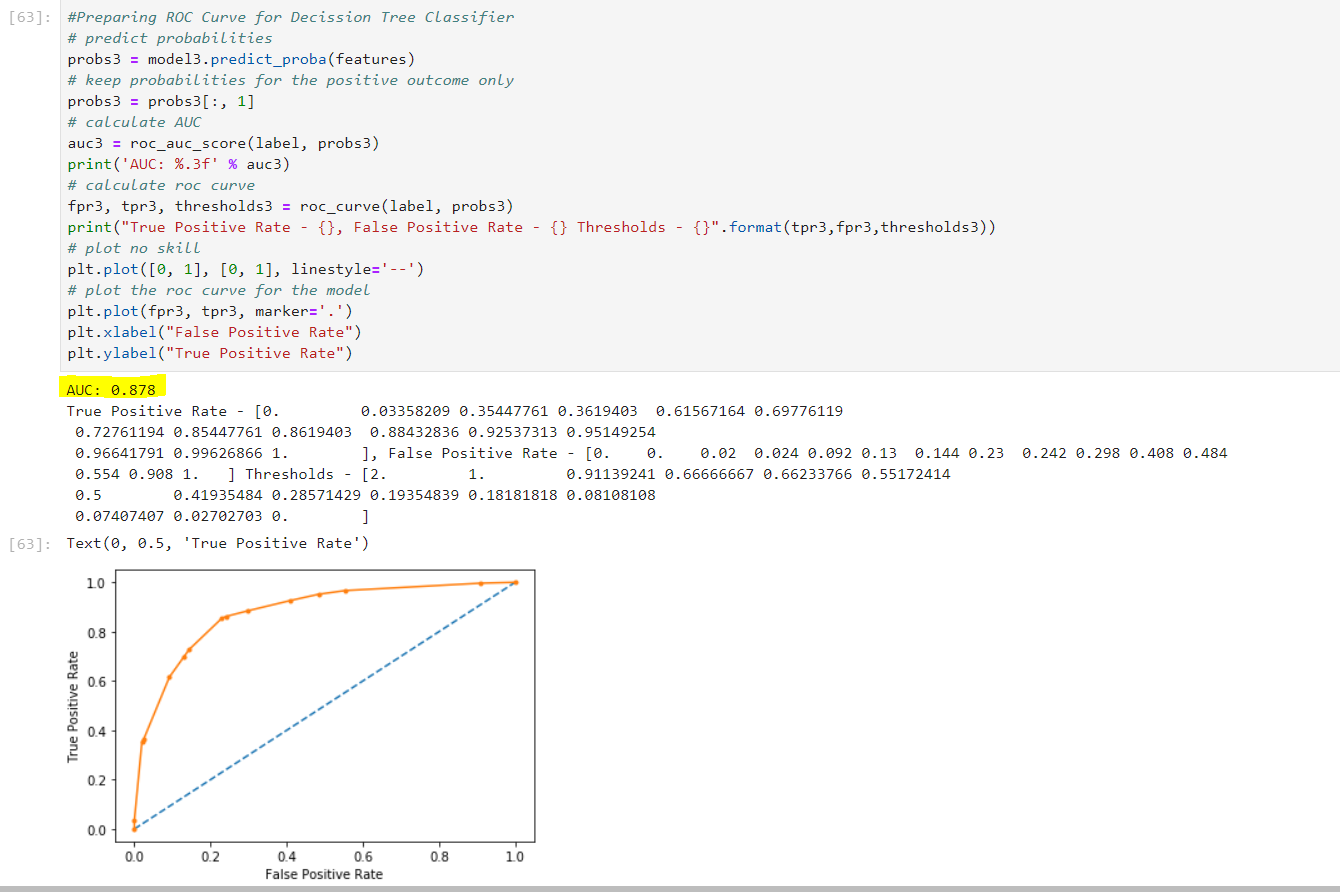 [63]: #Preparing ROC Curve for Decission Tree Classifier
# predict probabilities
probs3 = model3.predict_proba(features)
# keep probabilities for the positive outcome only
probs3 = probs3[:, 1]
# calculate AUC
auc3 = roc_auc_score(label, probs3)
print('AUC: %.3f' % auc3)
# calculate roc curve
fpr3, tpr3, thresholds3 = roc_curve(label, probs3)
print("True Positive Rate - {}, False Positive Rate - {} Thresholds - {}".format(tpr3,fpr3,thresholds3))
# plot no skill
plt.plot([0, 1], [0, 1], linestyle='--')
# plot the roc curve for the model
plt.plot(fpr3, tpr3, marker='.')
plt.xlabel("False Positive Rate")
plt.ylabel("True Positive Rate")
AUC: 0.878
True Positive Rate - [0.         0.03358209 0.35447761 0.3619403  0.61567164 0.69776119
 0.72761194 0.85447761 0.8619403  0.88432836 0.92537313 0.95149254
 0.96641791 0.99626866 1.        ], False Positive Rate - [0.    0.    0.02  0.024 0.092 0.13  0.144 0.23  0.242 0.298 0.408 0.484
 0.554 0.908 1.   ] Thresholds - [2.         1.         0.91139241 0.66666667 0.66233766 0.55172414
 0.5        0.41935484 0.28571429 0.19354839 0.18181818 0.08108108
 0.07407407 0.02702703 0.        ]
[63]: Text(0, 0.5, 'True Positive Rate')
1.0
0.8
0.6
0.4
0.2
0.0
True Positive Rate
0.0 0.2 0.4 0.6 0.8 1.0
False Positive Rate